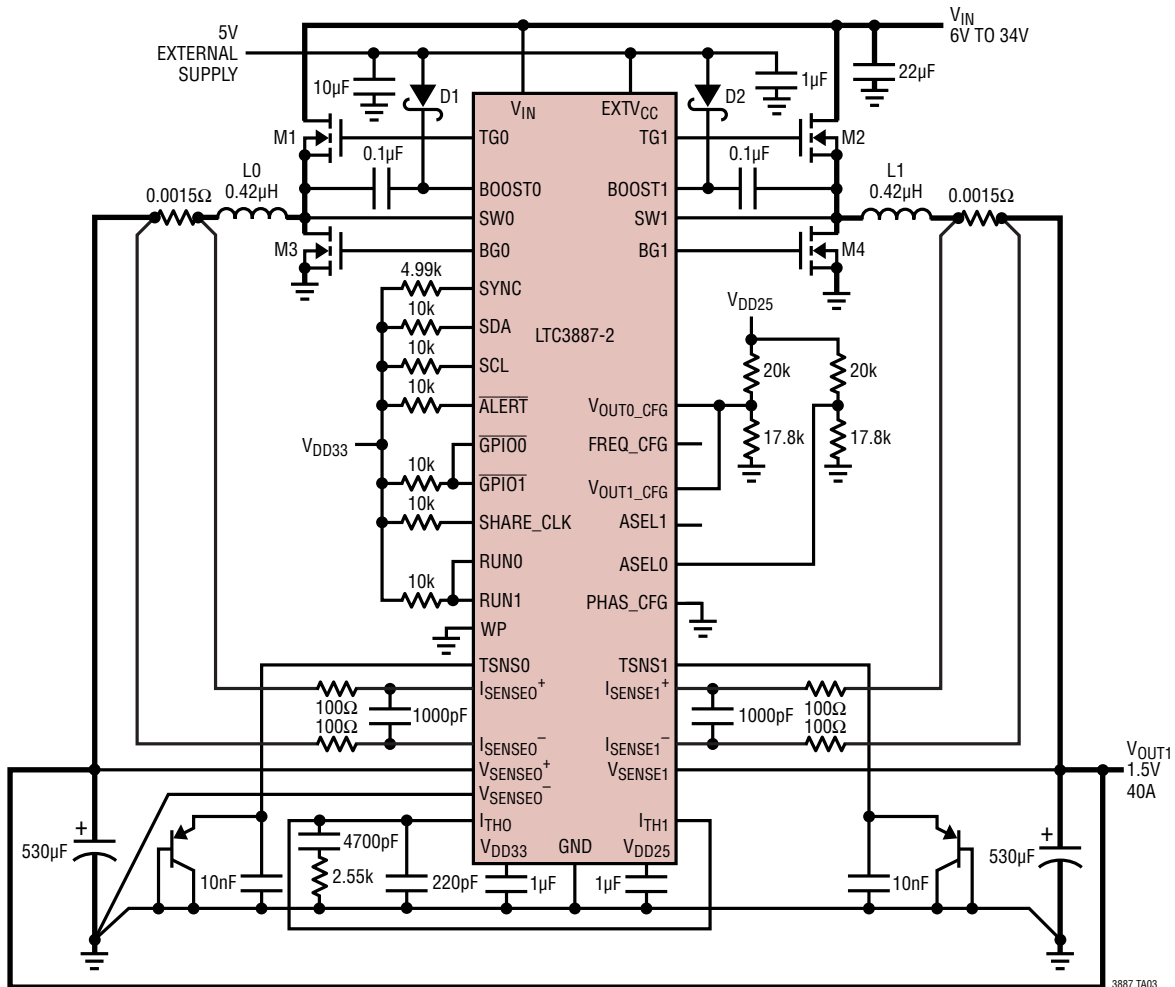 5V
EXTERNAL
SUPPLY
V_IN
6V TO 34V
10µF
D1
D2
1µF
22µF
V_IN
EXTV_CC
M1
TG0
TG1
M2
0.1µF
0.1µF
L0
0.42µH
0.0015Ω
BOOST0
BOOST1
L1
0.42µH
0.0015Ω
SW0
SW1
M3
BG0
BG1
M4
4.99k
SYNC
10k
SDA
LTC3887-2
V_DD25
10k
SCL
20k
20k
10k
ALERT
V_OUT0_CFG
17.8k
17.8k
V_DD33
GPIO0
FREQ_CFG
10k
GPIO1
V_OUT1_CFG
10k
SHARE_CLK
ASEL1
RUN0
ASEL0
10k
RUN1
PHAS_CFG
WP
TSNS0
TSNS1
I_SENSE0+
I_SENSE1+
100Ω
100Ω
1000pF
1000pF
100Ω
100Ω
I_SENSE0−
I_SENSE1−
V_SENSE0+
V_SENSE1
V_OUT1
1.5V
40A
V_SENSE0−
I_TH0
I_TH1
+
530µF
4700pF
V_DD33
GND
V_DD25
+
530µF
10nF
2.55k
220pF
1µF
1µF
10nF
3887 TA03